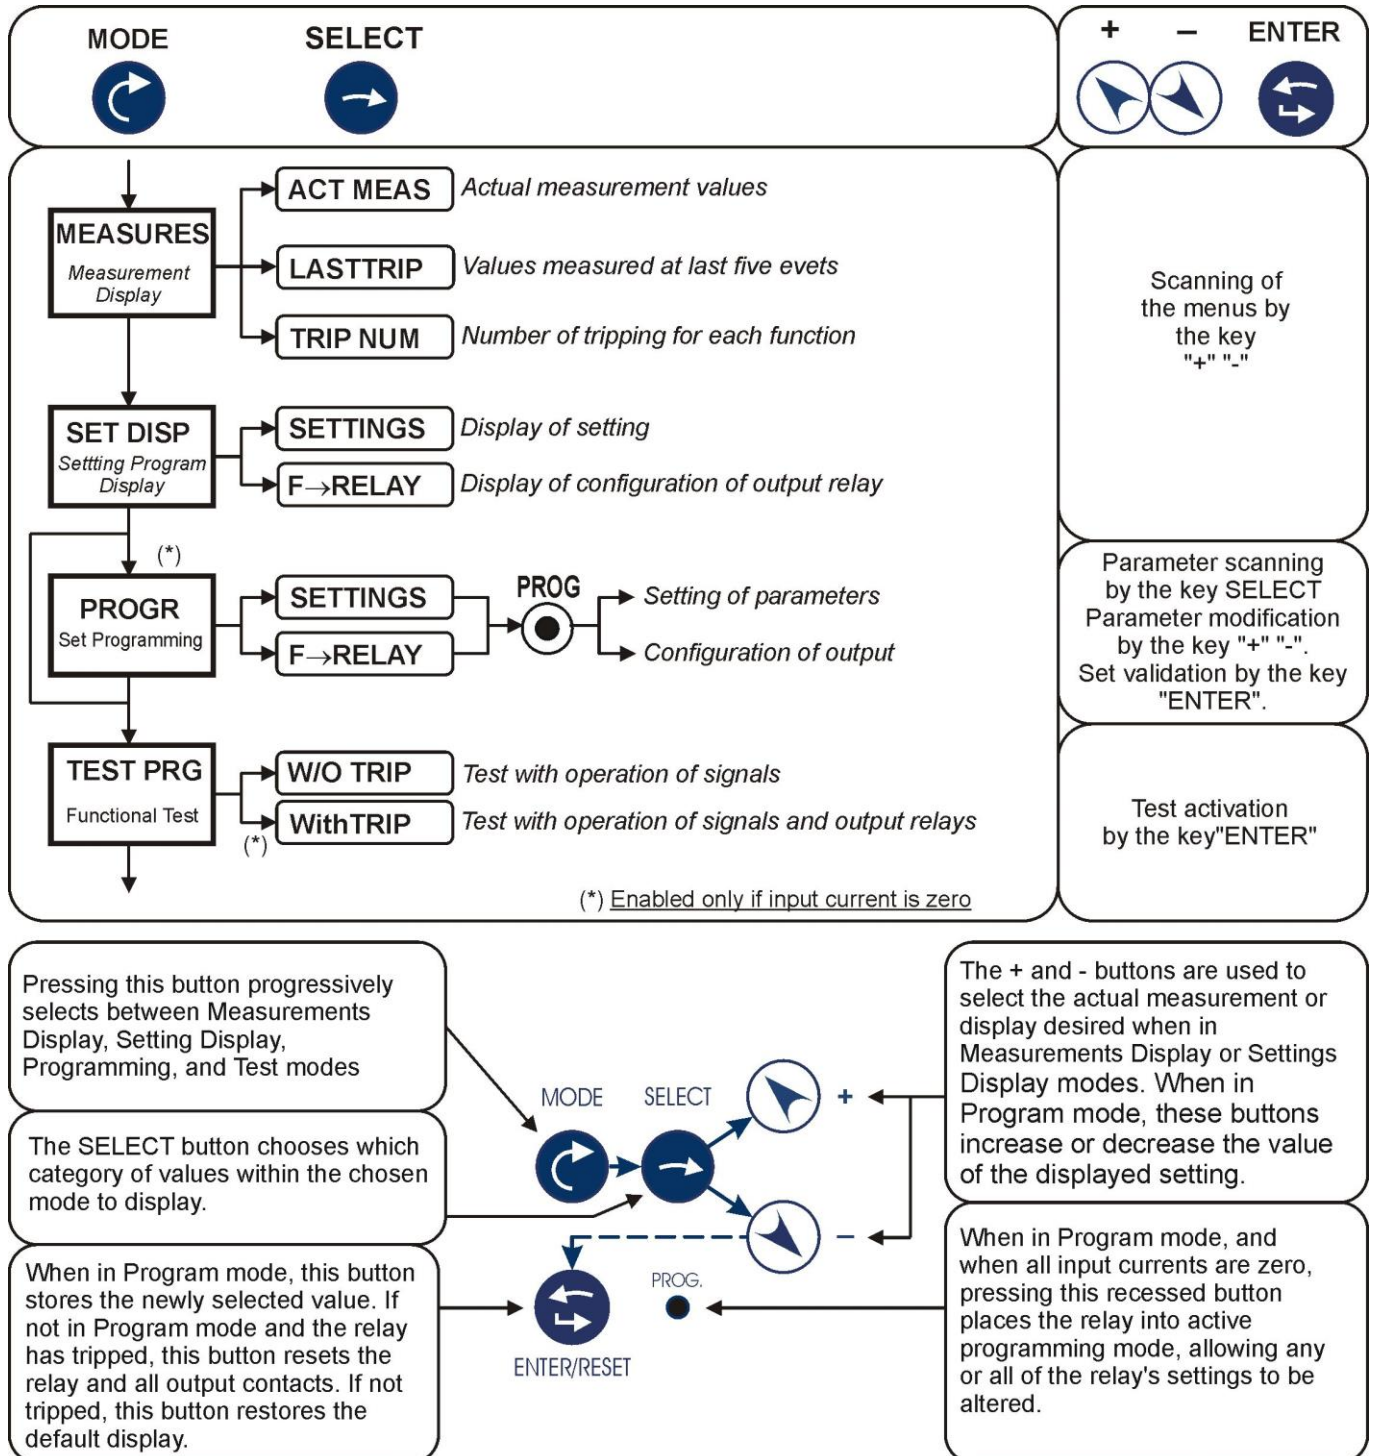 MODE
SELECT
+ – ENTER
ACT MEAS Actual measurement values
MEASURES
Measurement
Display
LASTTRIP Values measured at last five evets
TRIP NUM Number of tripping for each function
Scanning of
the menus by
the key
"+" "-"
SET DISP
Settting Program
Display
SETTINGS Display of setting
F→RELAY Display of configuration of output relay
(*)
PROGR
Set Programming
SETTINGS
F→RELAY
PROG
Setting of parameters
Configuration of output
Parameter scanning
by the key SELECT
Parameter modification
by the key "+" "-".
Set validation by the key
"ENTER".
TEST PRG
Functional Test
W/O TRIP Test with operation of signals
(*)
WithTRIP Test with operation of signals and output relays
Test activation
by the key"ENTER"
(*) Enabled only if input current is zero
Pressing this button progressively
selects between Measurements
Display, Setting Display,
Programming, and Test modes
The SELECT button chooses which
category of values within the chosen
mode to display.
When in Program mode, this button
stores the newly selected value. If
not in Program mode and the relay
has tripped, this button resets the
relay and all output contacts. If not
tripped, this button restores the
default display.
MODE
SELECT
+
–
PROG.
ENTER/RESET
The + and - buttons are used to
select the actual measurement or
display desired when in
Measurements Display or Settings
Display modes. When in
Program mode, these buttons
increase or decrease the value
of the displayed setting.
When in Program mode, and
when all input currents are zero,
pressing this recessed button
places the relay into active
programming mode, allowing any
or all of the relay's settings to be
altered.